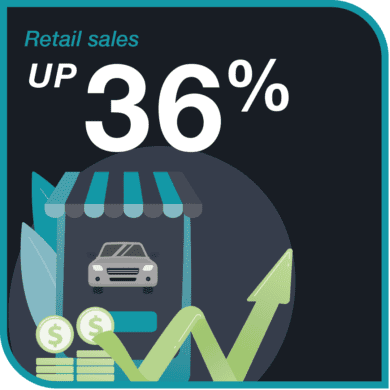 Retail sales
UP 36%
$ $